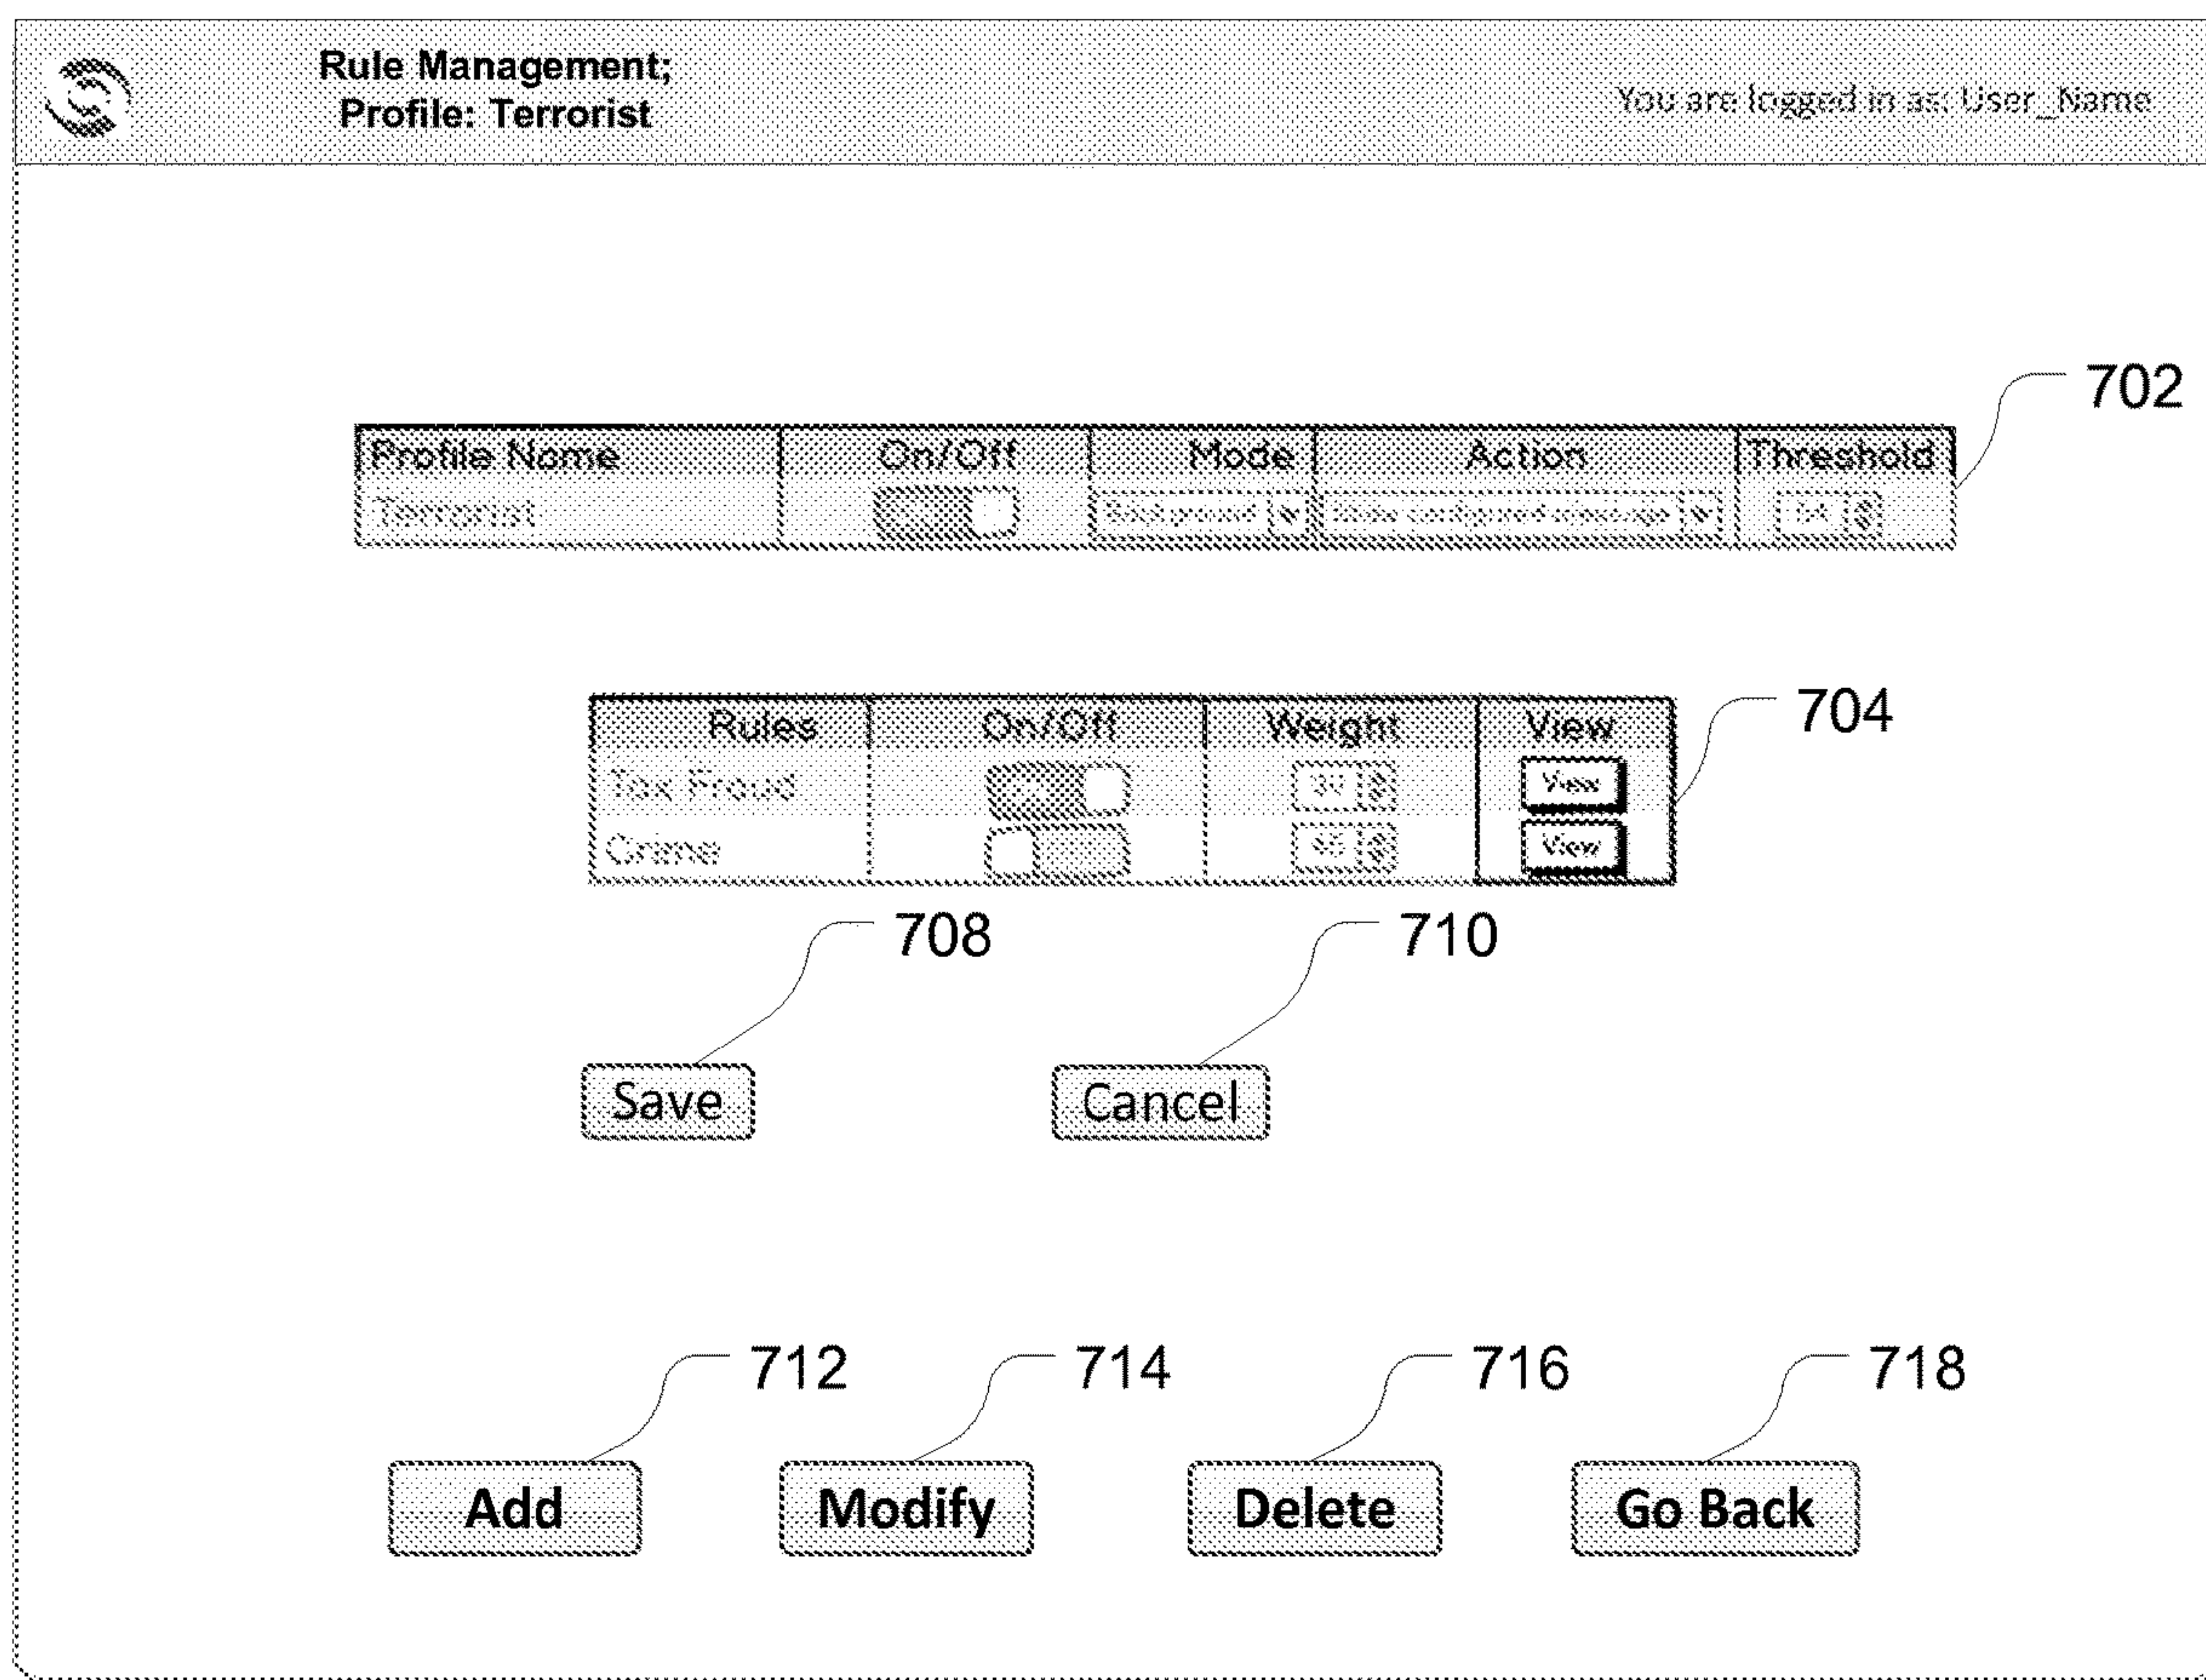 Rule Management;
Profile: Terrorist
You are logged in as: User_Name
702
Profile Name On/Off Mode Action Threshold
Terrorist Background
704
Rules On/Off Weight View
Tax Fraud View
Crime View
708 710
Save Cancel
712 714 716 718
Add Modify Delete Go Back